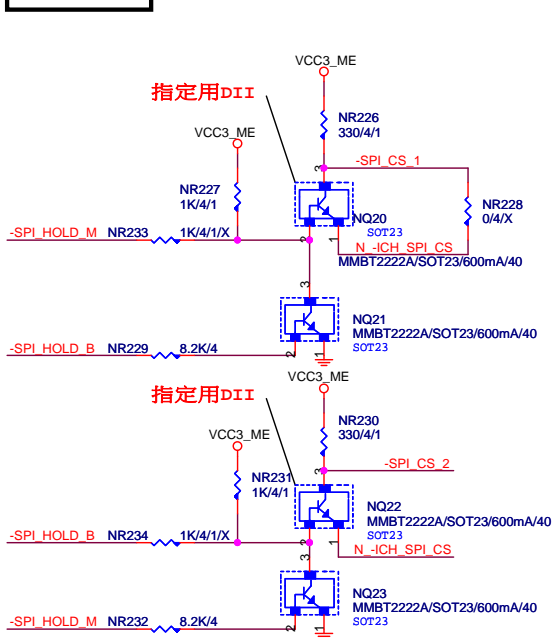 VCC3_ME
指定用DII
NR226
330/4/1
VCC3_ME
-SPI_CS_1
3
NR227
1K/4/1
NR228
0/4/X
NQ20
SOT23
-SPI_HOLD_M NR233 1K/4/1/X
2
1
N_-ICH_SPI_CS
MMBT2222A/SOT23/600mA/40
3
NQ21
MMBT2222A/SOT23/600mA/40
SOT23
-SPI_HOLD_B NR229 8.2K/4
2
1
VCC3_ME
指定用DII
NR230
330/4/1
VCC3_ME
-SPI_CS_2
3
NR231
1K/4/1
NQ22
MMBT2222A/SOT23/600mA/40
SOT23
-SPI_HOLD_B NR234 1K/4/1/X
2
1
N_-ICH_SPI_CS
3
NQ23
MMBT2222A/SOT23/600mA/40
SOT23
-SPI_HOLD_M NR232 8.2K/4
2
1